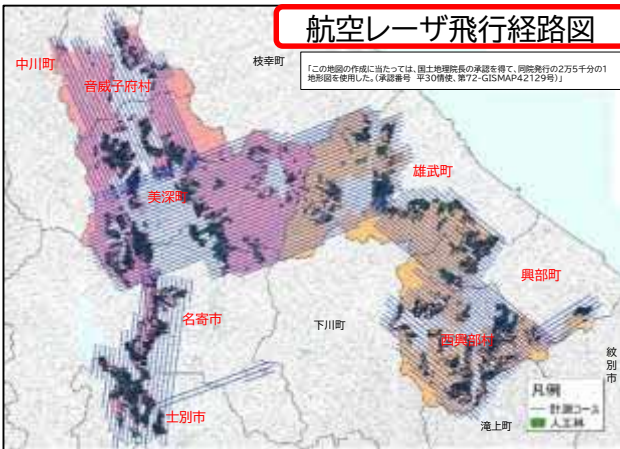 航空レーザ飛行経路図
「この地図の作成に当たっては、国土地理院長の承認を得て、同院発行の2万5千分の1
地形図を使用した。(承認番号 平30情使、第72-GISMAP42129号)」
中川町
枝幸町
音威子府村
雄武町
美深町
興部町
名寄市
下川町
西興部村
紋別市
士別市
滝上町
凡例
計測コース
人工林